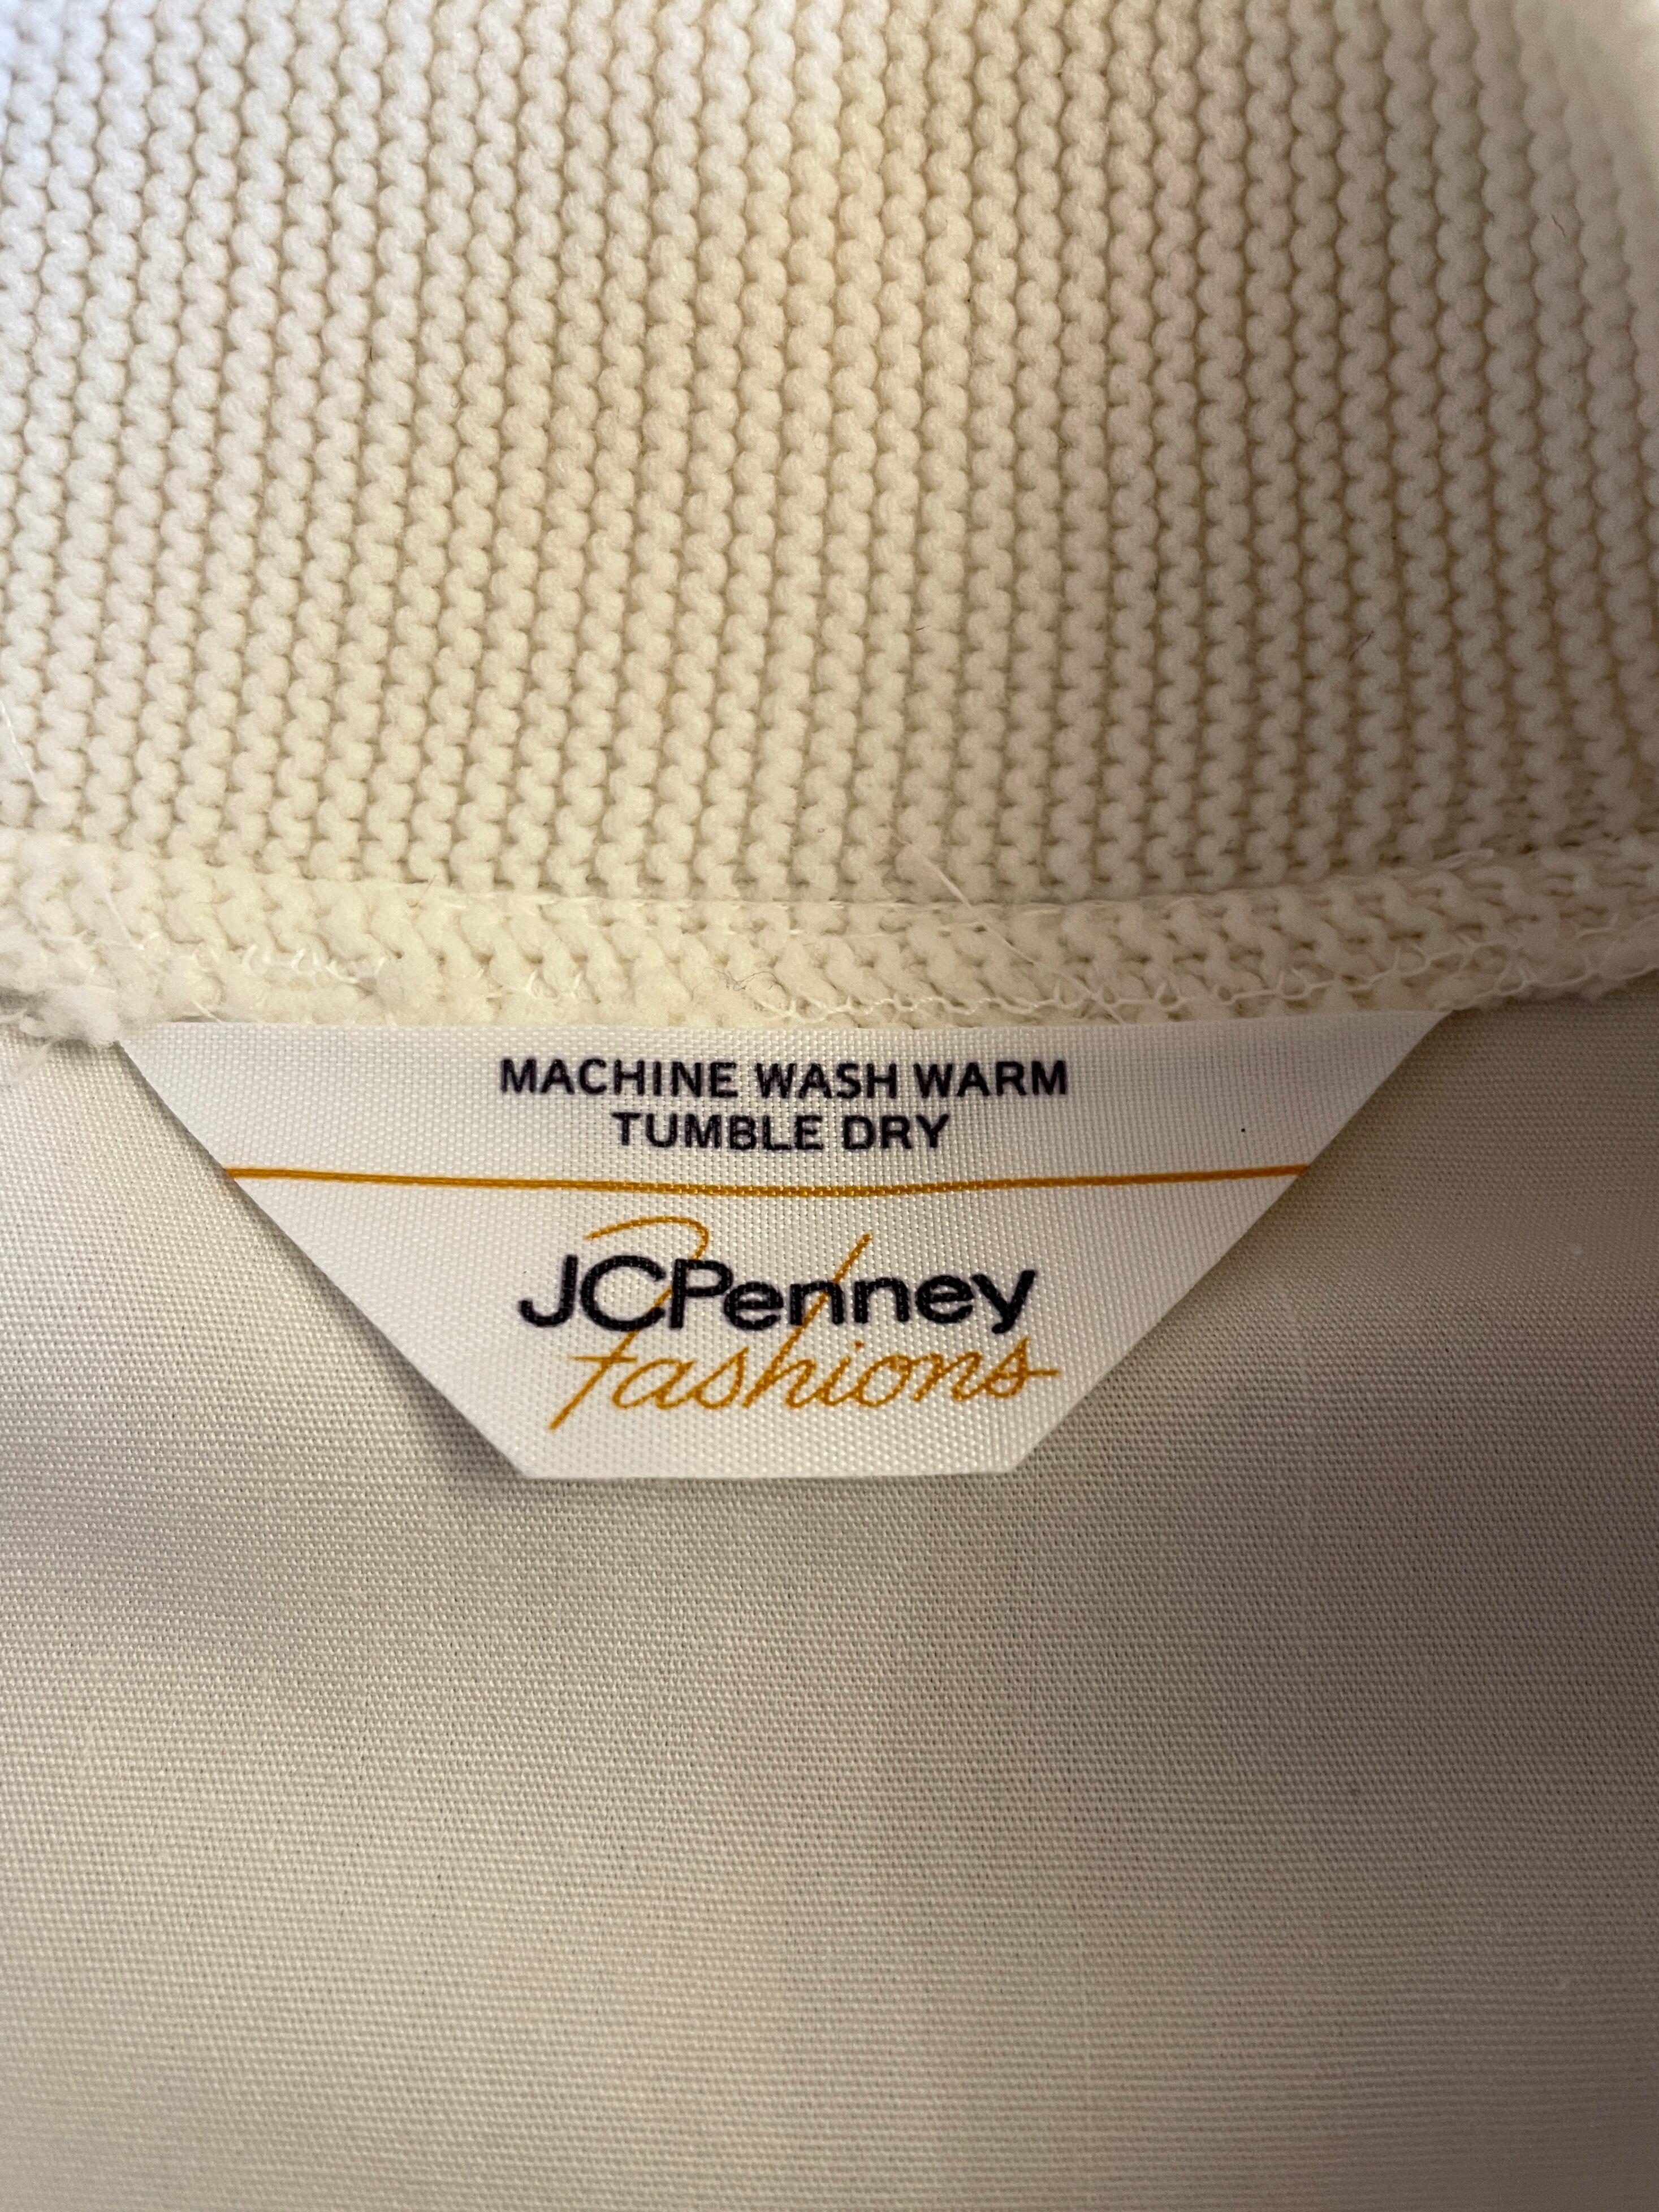 MACHINE WASH WARM
TUMBLE DRY
JCPenney
fashions